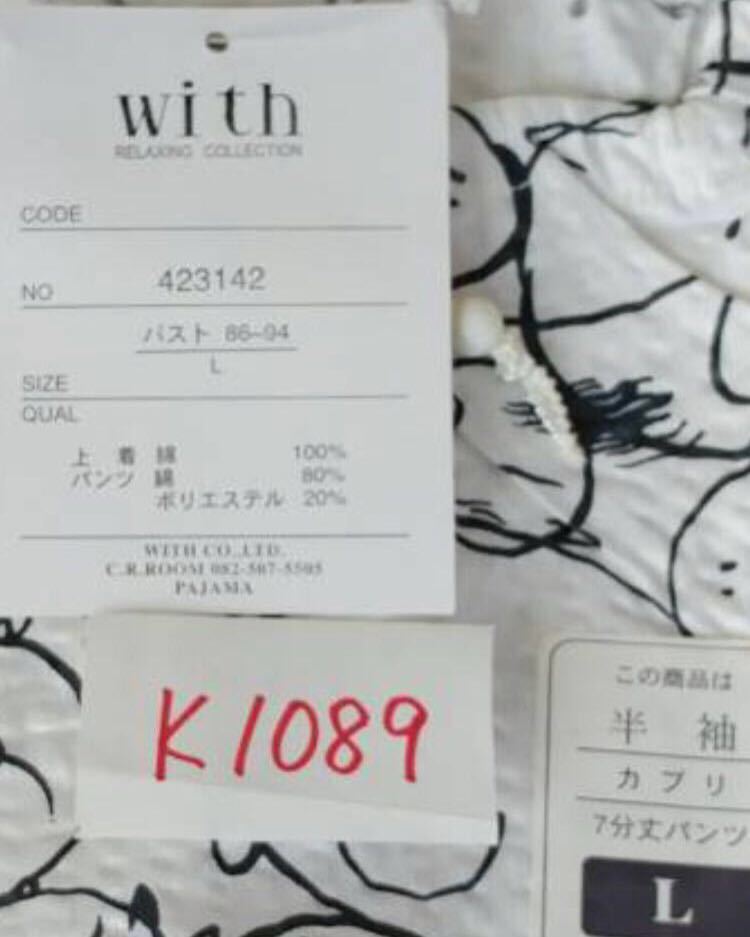 with
RELAXING COLLECTION
CODE
NO 423142
バスト 86-94
L
SIZE
QUAL
上着 綿 100%
パンツ 綿 80%
ポリエステル 20%
WITH CO.,LTD.
C.R.ROOM 082-507-5505
PAJAMA
K1089
この商品は
半袖
カプリ
7分丈パンツ
L